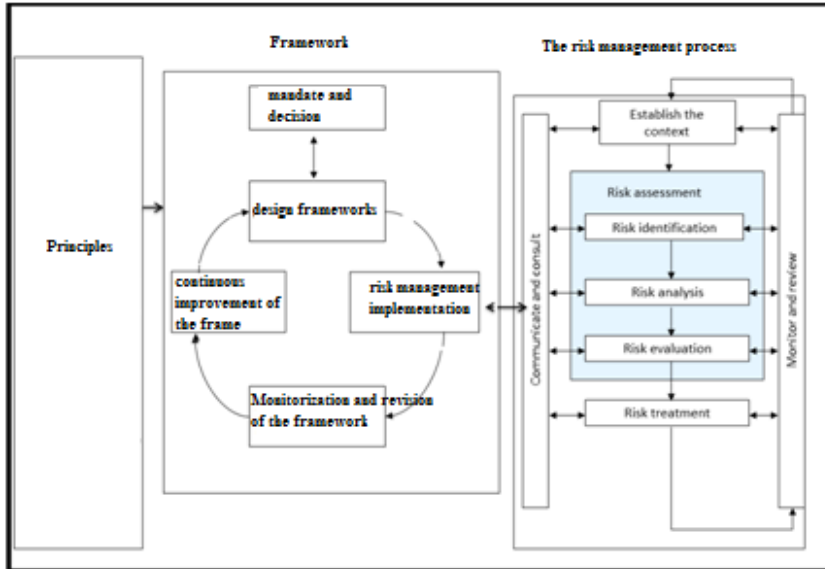 Framework
The risk management process
Principles
mandate and
decision
design frameworks
continuous
improvement of
the frame
risk management
implementation
Monitorization and revision
of the framework
Communicate and consult
Establish the
context
Risk assessment
Risk identification
Risk analysis
Risk evaluation
Risk treatment
Monitor and review